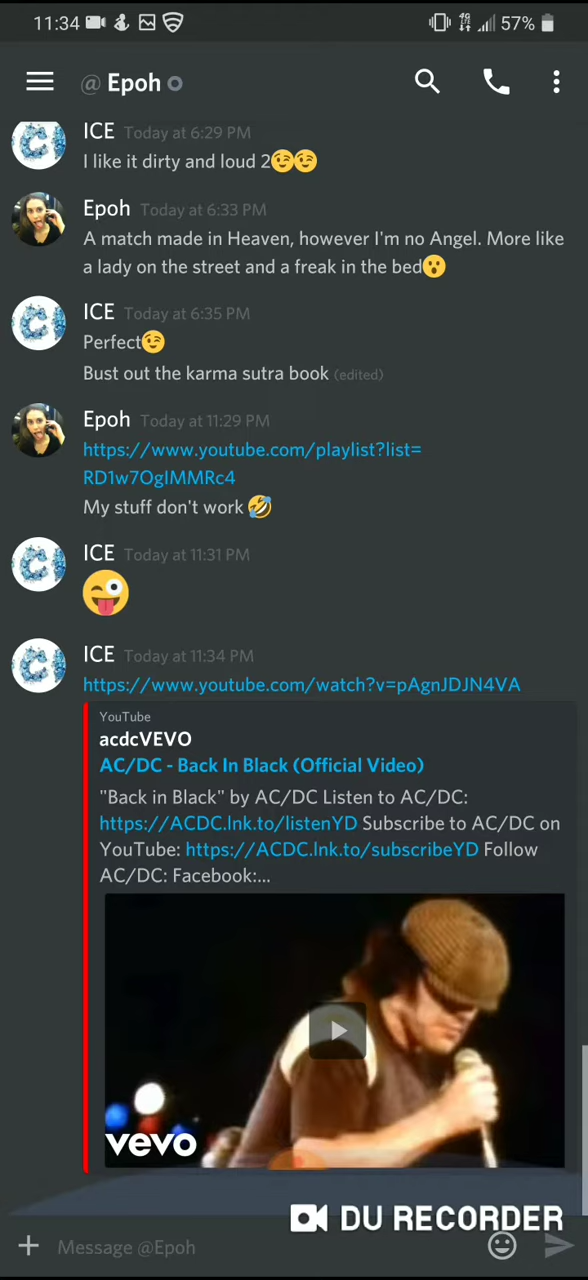 11:34 57%
@ Epoh
ICE Today at 6:29 PM
I like it dirty and loud 2😉😉
Epoh Today at 6:33 PM
A match made in Heaven, however I'm no Angel. More like
a lady on the street and a freak in the bed😮
ICE Today at 6:35 PM
Perfect😉
Bust out the karma sutra book (edited)
Epoh Today at 11:29 PM
https://www.youtube.com/playlist?list=
RD1w7OgIMMRc4
My stuff don't work 🤣
ICE Today at 11:31 PM
😜
ICE Today at 11:34 PM
https://www.youtube.com/watch?v=pAgnJDJN4VA
YouTube
acdcVEVO
AC/DC - Back In Black (Official Video)
"Back in Black" by AC/DC Listen to AC/DC:
https://ACDC.lnk.to/listenYD Subscribe to AC/DC on
YouTube: https://ACDC.lnk.to/subscribeYD Follow
AC/DC: Facebook:...
vevo
DU RECORDER
Message @Epoh